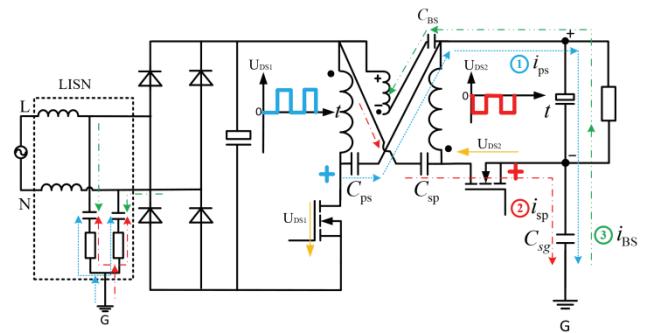 C_BS
LISN
U_DS1
0
t
L
N
+
+
U_DS2
0
t
① i_ps
+
−
U_DS2
+
C_ps
C_sp
+
② i_sp
U_DS1
C_sg
③ i_BS
G
G